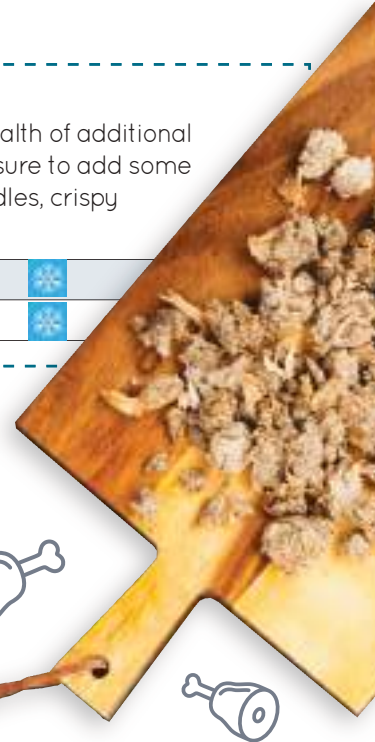 alth of additional
sure to add some
dles, crispy